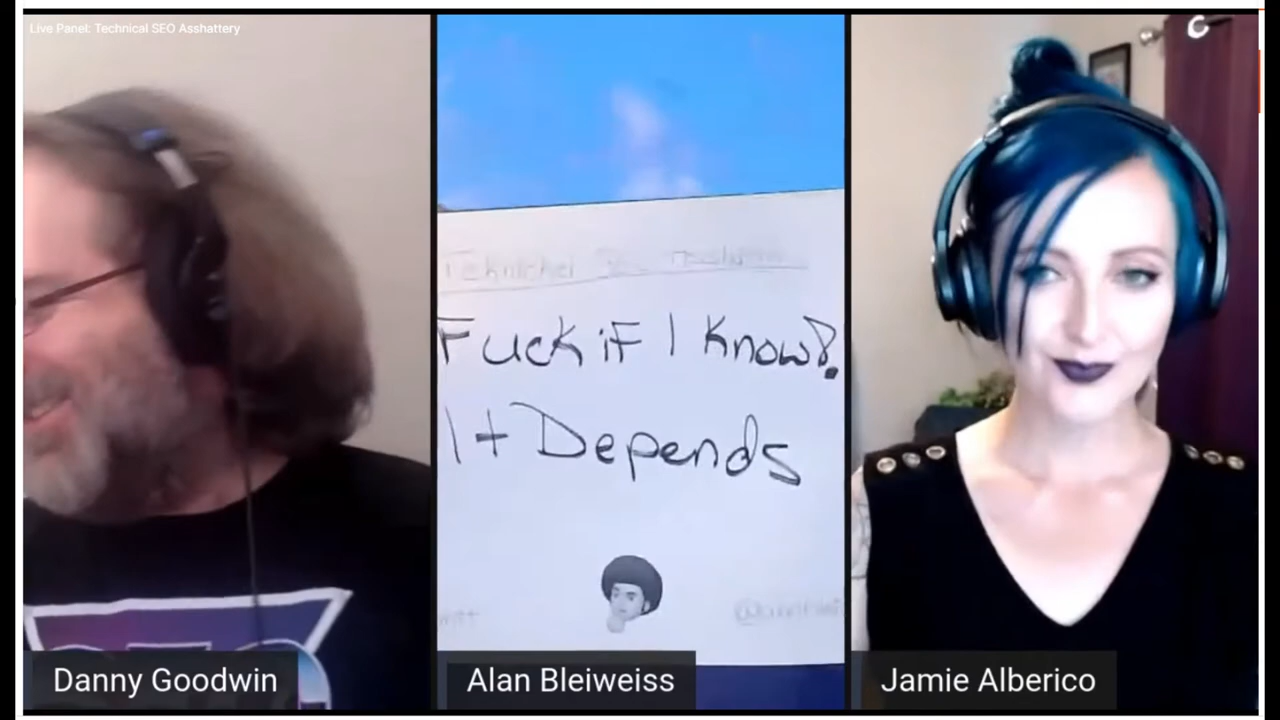 Live Panel: Technical SEO Asshattery
Fuck if I Know?
It Depends
Danny Goodwin
Alan Bleiweiss
Jamie Alberico